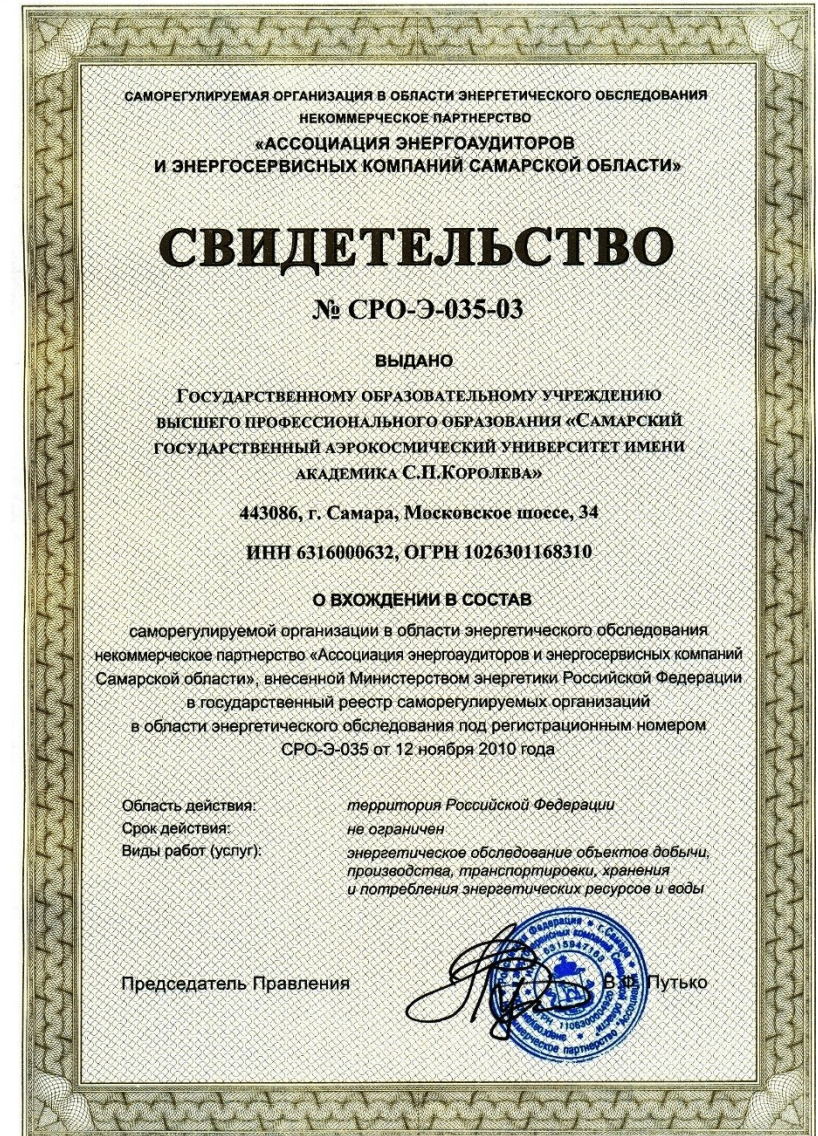 САМОРЕГУЛИРУЕМАЯ ОРГАНИЗАЦИЯ В ОБЛАСТИ ЭНЕРГЕТИЧЕСКОГО ОБСЛЕДОВАНИЯ
НЕКОММЕРЧЕСКОЕ ПАРТНЕРСТВО
«АССОЦИАЦИЯ ЭНЕРГОАУДИТОРОВ
И ЭНЕРГОСЕРВИСНЫХ КОМПАНИЙ САМАРСКОЙ ОБЛАСТИ»
СВИДЕТЕЛЬСТВО
№ СРО-Э-035-03
ВЫДАНО
ГОСУДАРСТВЕННОМУ ОБРАЗОВАТЕЛЬНОМУ УЧРЕЖДЕНИЮ
ВЫСШЕГО ПРОФЕССИОНАЛЬНОГО ОБРАЗОВАНИЯ «САМАРСКИЙ
ГОСУДАРСТВЕННЫЙ АЭРОКОСМИЧЕСКИЙ УНИВЕРСИТЕТ ИМЕНИ
АКАДЕМИКА С.П.КОРОЛЕВА»
443086, г. Самара, Московское шоссе, 34
ИНН 6316000632, ОГРН 1026301168310
О ВХОЖДЕНИИ В СОСТАВ
саморегулируемой организации в области энергетического обследования
некоммерческое партнерство «Ассоциация энергоаудиторов и энергосервисных компаний
Самарской области», внесенной Министерством энергетики Российской Федерации
в государственный реестр саморегулируемых организаций
в области энергетического обследования под регистрационным номером
СРО-Э-035 от 12 ноября 2010 года
Область действия: территория Российской Федерации
Срок действия: не ограничен
Виды работ (услуг): энергетическое обследование объектов добычи,
производства, транспортировки, хранения
и потребления энергетических ресурсов и воды
Председатель Правления В.Ф. Путько